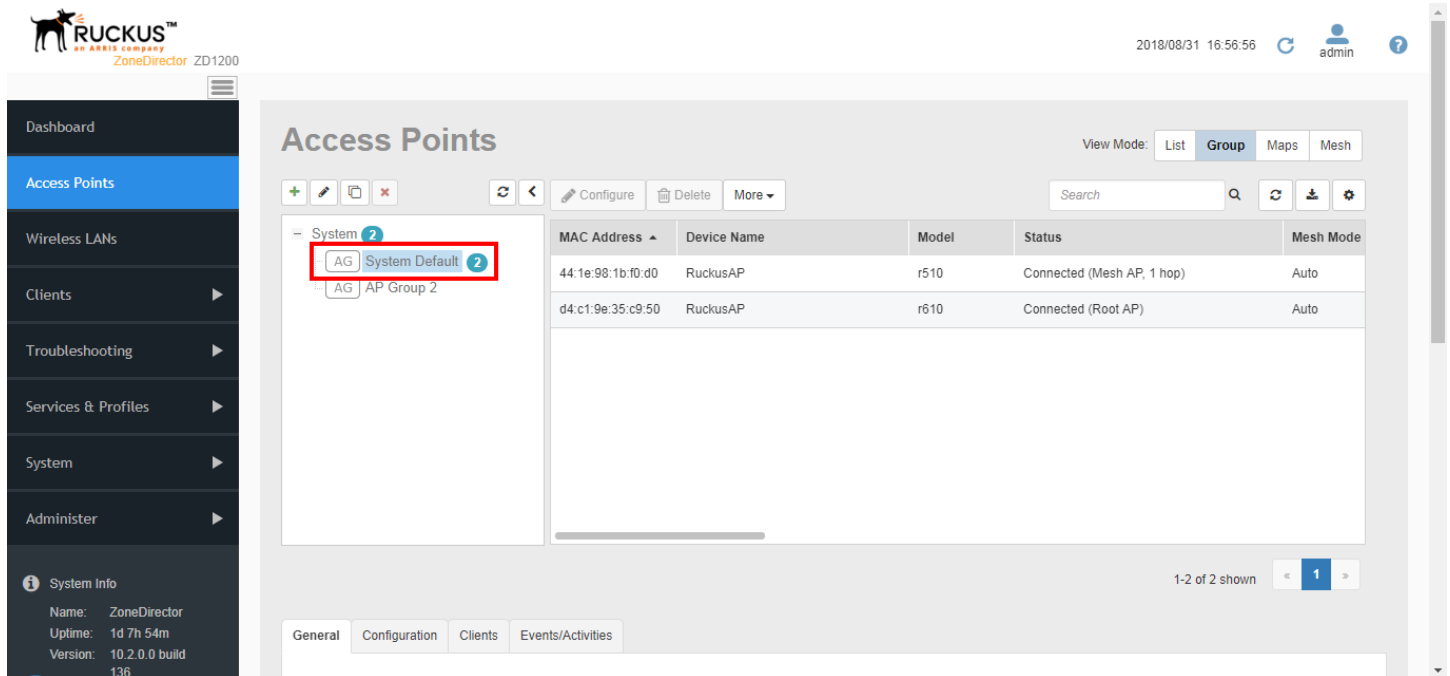 RUCKUS™
an ARRIS company
ZoneDirector ZD1200
2018/08/31 16:56:56
admin
?
Dashboard
Access Points
Wireless LANs
Clients
Troubleshooting
Services & Profiles
System
Administer
i System Info
Name: ZoneDirector
Uptime: 1d 7h 54m
Version: 10.2.0.0 build
136
Access Points
View Mode: List Group Maps Mesh
Configure Delete More
Search
System 2
AG System Default 2
AG AP Group 2
MAC Address Device Name Model Status Mesh Mode
44:1e:98:1b:f0:d0 RuckusAP r510 Connected (Mesh AP, 1 hop) Auto
d4:c1:9e:35:c9:50 RuckusAP r610 Connected (Root AP) Auto
1-2 of 2 shown « 1 »
General Configuration Clients Events/Activities